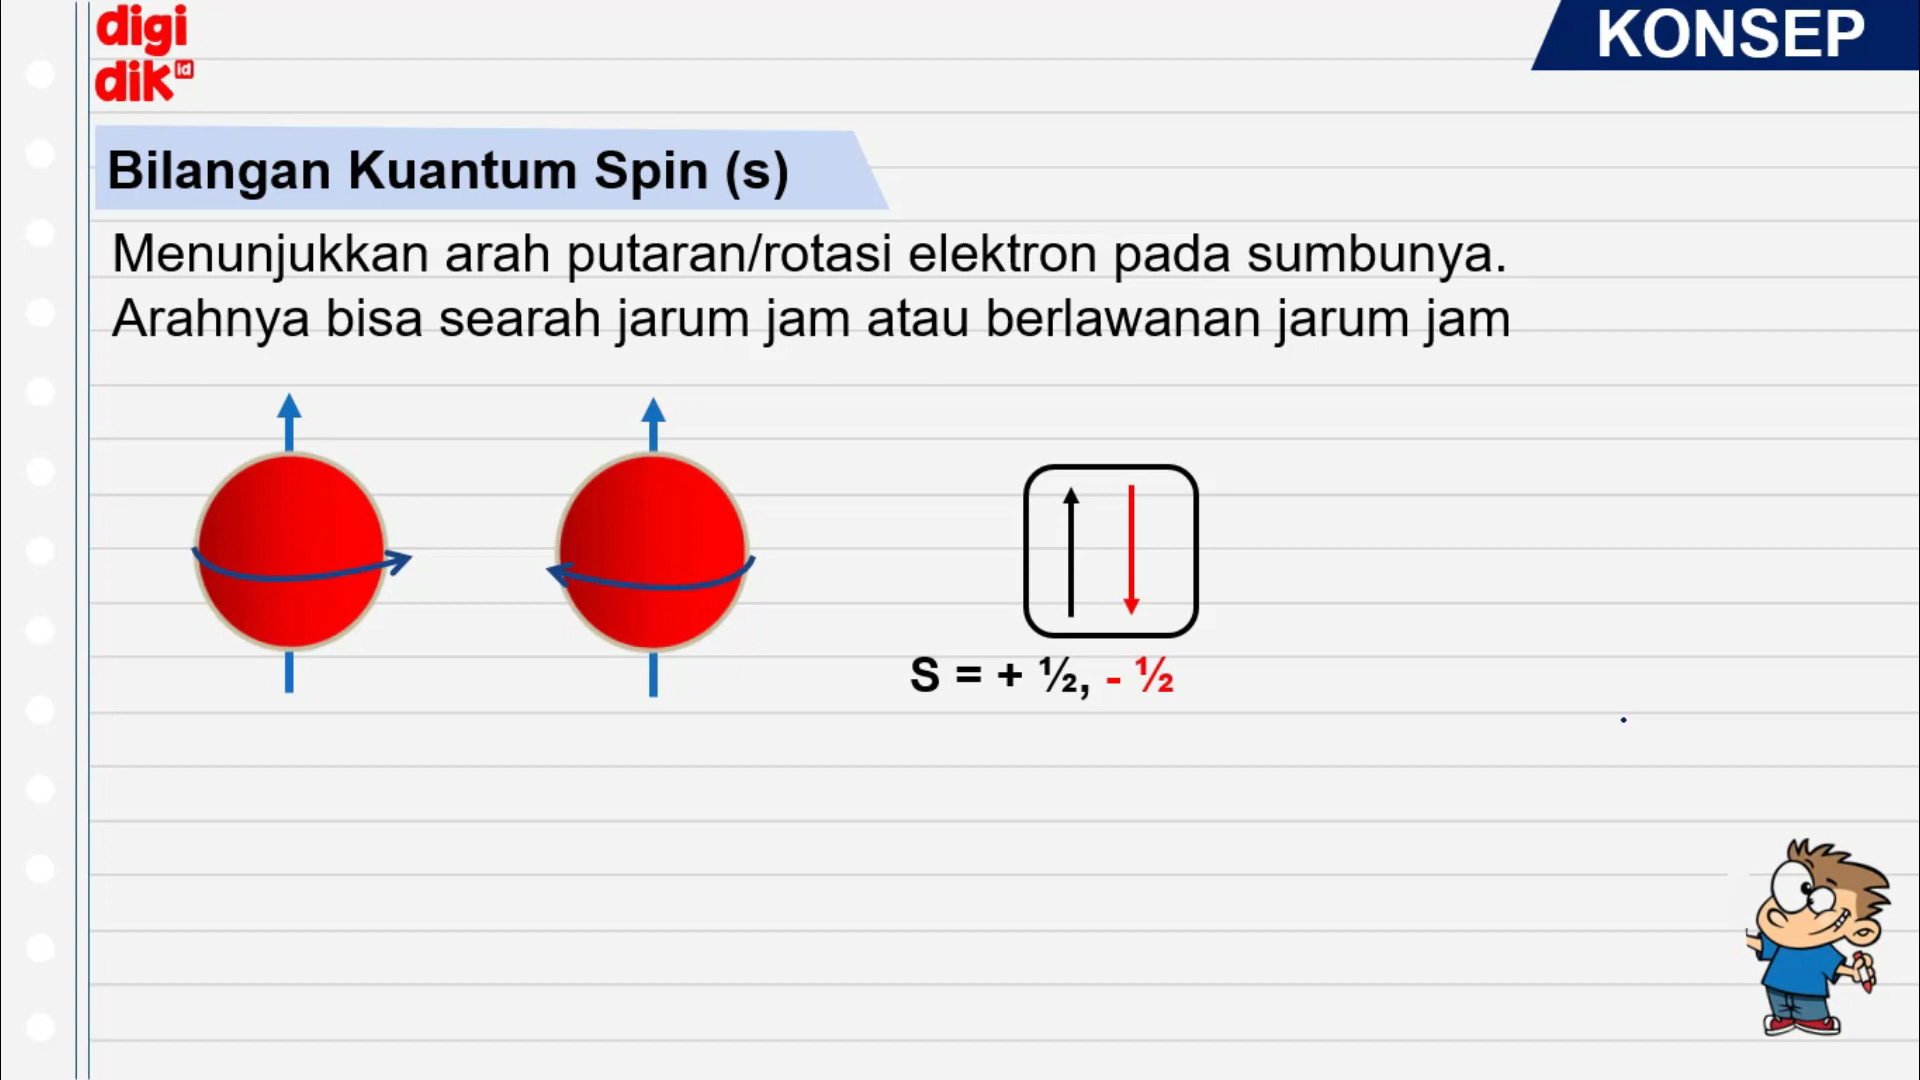 digi
dik id
KONSEP
Bilangan Kuantum Spin (s)
Menunjukkan arah putaran/rotasi elektron pada sumbunya.
Arahnya bisa searah jarum jam atau berlawanan jarum jam
S = + ½, - ½